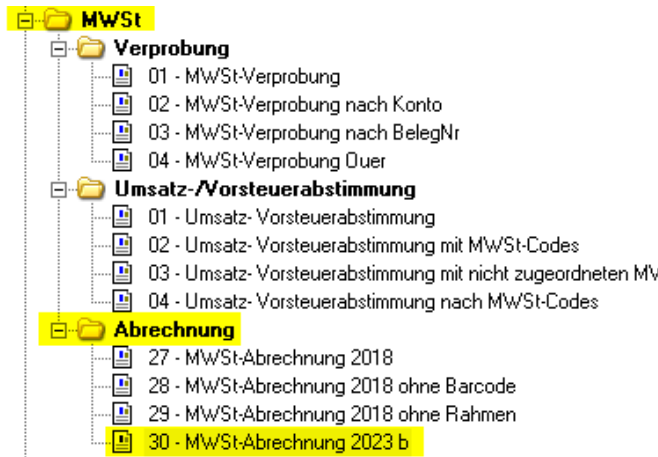 MWSt
Verprobung
01 - MWSt-Verprobung
02 - MWSt-Verprobung nach Konto
03 - MWSt-Verprobung nach BelegNr
04 - MWSt-Verprobung Quer
Umsatz-/Vorsteuerabstimmung
01 - Umsatz- Vorsteuerabstimmung
02 - Umsatz- Vorsteuerabstimmung mit MWSt-Codes
03 - Umsatz- Vorsteuerabstimmung mit nicht zugeordneten
04 - Umsatz- Vorsteuerabstimmung nach MWSt-Codes
Abrechnung
27 - MWSt-Abrechnung 2018
28 - MWSt-Abrechnung 2018 ohne Barcode
29 - MWSt-Abrechnung 2018 ohne Rahmen
30 - MWSt-Abrechnung 2023 b